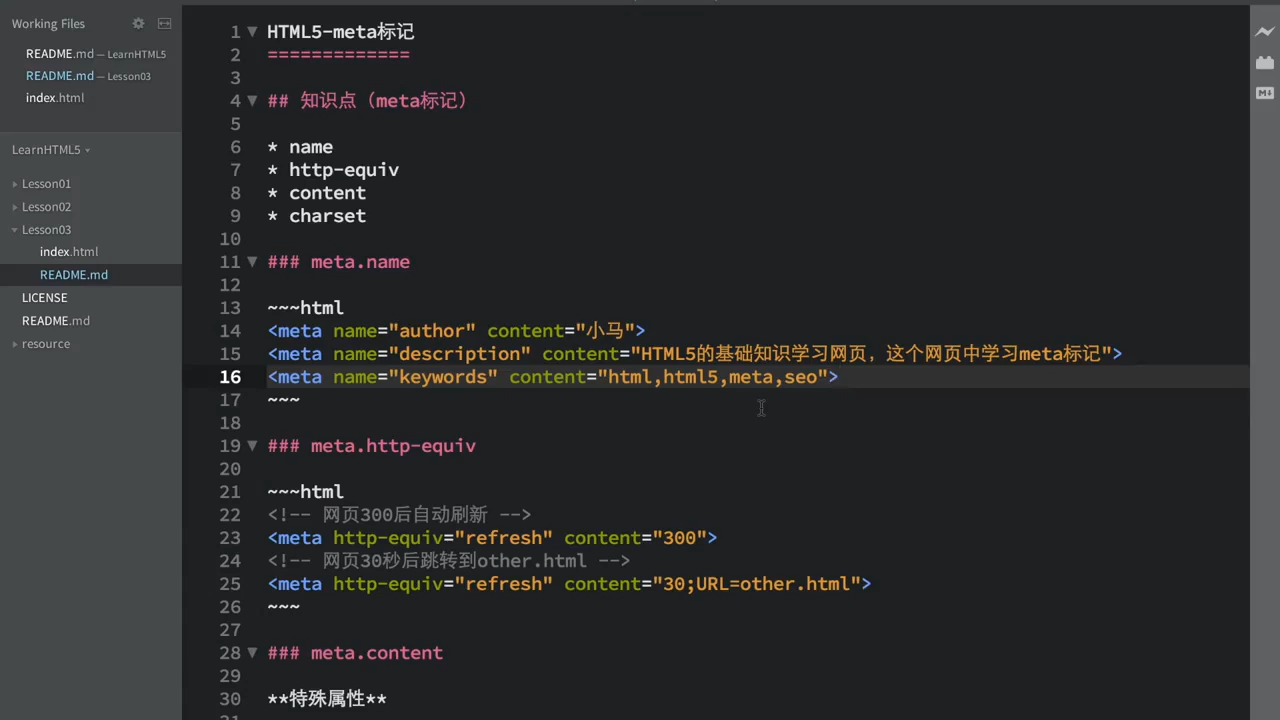 Working Files
README.md — LearnHTML5
README.md — Lesson03
index.html
LearnHTML5
Lesson01
Lesson02
Lesson03
index.html
README.md
LICENSE
README.md
resource
1 HTML5-meta标记
2 =============
3
4 ## 知识点（meta标记）
5
6 * name
7 * http-equiv
8 * content
9 * charset
10
11 ### meta.name
12
13 ~~~html
14 <meta name="author" content="小马">
15 <meta name="description" content="HTML5的基础知识学习网页，这个网页中学习meta标记">
16 <meta name="keywords" content="html,html5,meta,seo">
17 ~~~
18
19 ### meta.http-equiv
20
21 ~~~html
22 <!-- 网页300后自动刷新 -->
23 <meta http-equiv="refresh" content="300">
24 <!-- 网页30秒后跳转到other.html -->
25 <meta http-equiv="refresh" content="30;URL=other.html">
26 ~~~
27
28 ### meta.content
29
30 **特殊属性**
M↓